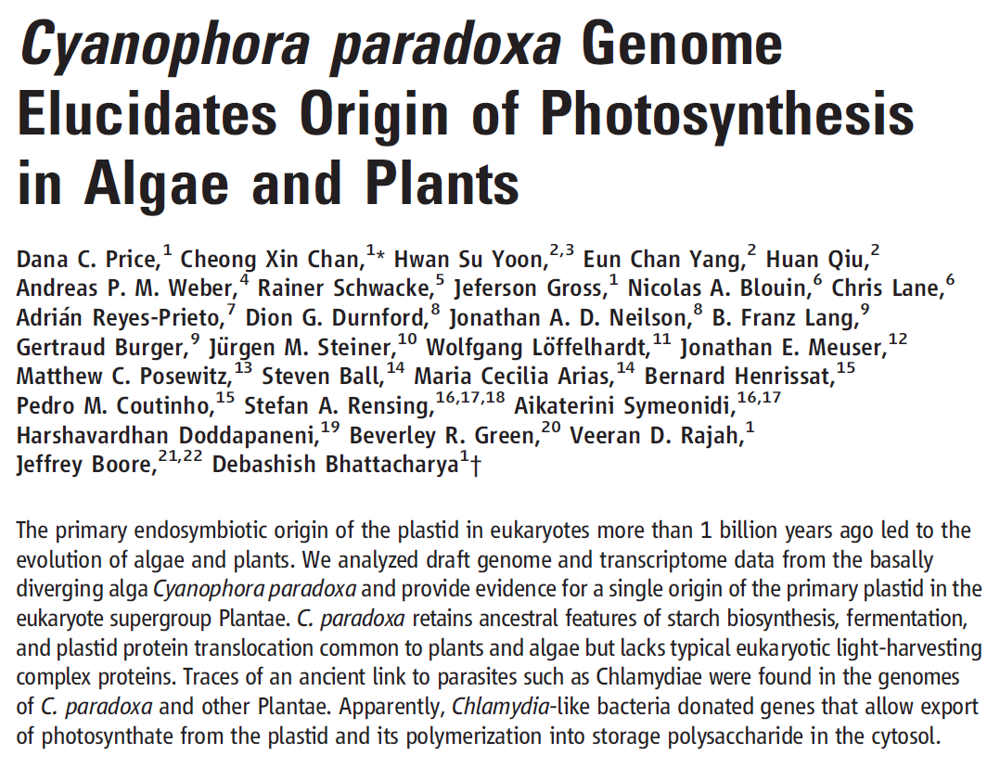 Cyanophora paradoxa Genome
Elucidates Origin of Photosynthesis
in Algae and Plants
Dana C. Price,1 Cheong Xin Chan,1* Hwan Su Yoon,2,3 Eun Chan Yang,2 Huan Qiu,2
Andreas P. M. Weber,4 Rainer Schwacke,5 Jeferson Gross,1 Nicolas A. Blouin,6 Chris Lane,6
Adrián Reyes-Prieto,7 Dion G. Durnford,8 Jonathan A. D. Neilson,8 B. Franz Lang,9
Gertraud Burger,9 Jürgen M. Steiner,10 Wolfgang Löffelhardt,11 Jonathan E. Meuser,12
Matthew C. Posewitz,13 Steven Ball,14 Maria Cecilia Arias,14 Bernard Henrissat,15
Pedro M. Coutinho,15 Stefan A. Rensing,16,17,18 Aikaterini Symeonidi,16,17
Harshavardhan Doddapaneni,19 Beverley R. Green,20 Veeran D. Rajah,1
Jeffrey Boore,21,22 Debashish Bhattacharya1†
The primary endosymbiotic origin of the plastid in eukaryotes more than 1 billion years ago led to the
evolution of algae and plants. We analyzed draft genome and transcriptome data from the basally
diverging alga Cyanophora paradoxa and provide evidence for a single origin of the primary plastid in the
eukaryote supergroup Plantae. C. paradoxa retains ancestral features of starch biosynthesis, fermentation,
and plastid protein translocation common to plants and algae but lacks typical eukaryotic light-harvesting
complex proteins. Traces of an ancient link to parasites such as Chlamydiae were found in the genomes
of C. paradoxa and other Plantae. Apparently, Chlamydia-like bacteria donated genes that allow export
of photosynthate from the plastid and its polymerization into storage polysaccharide in the cytosol.